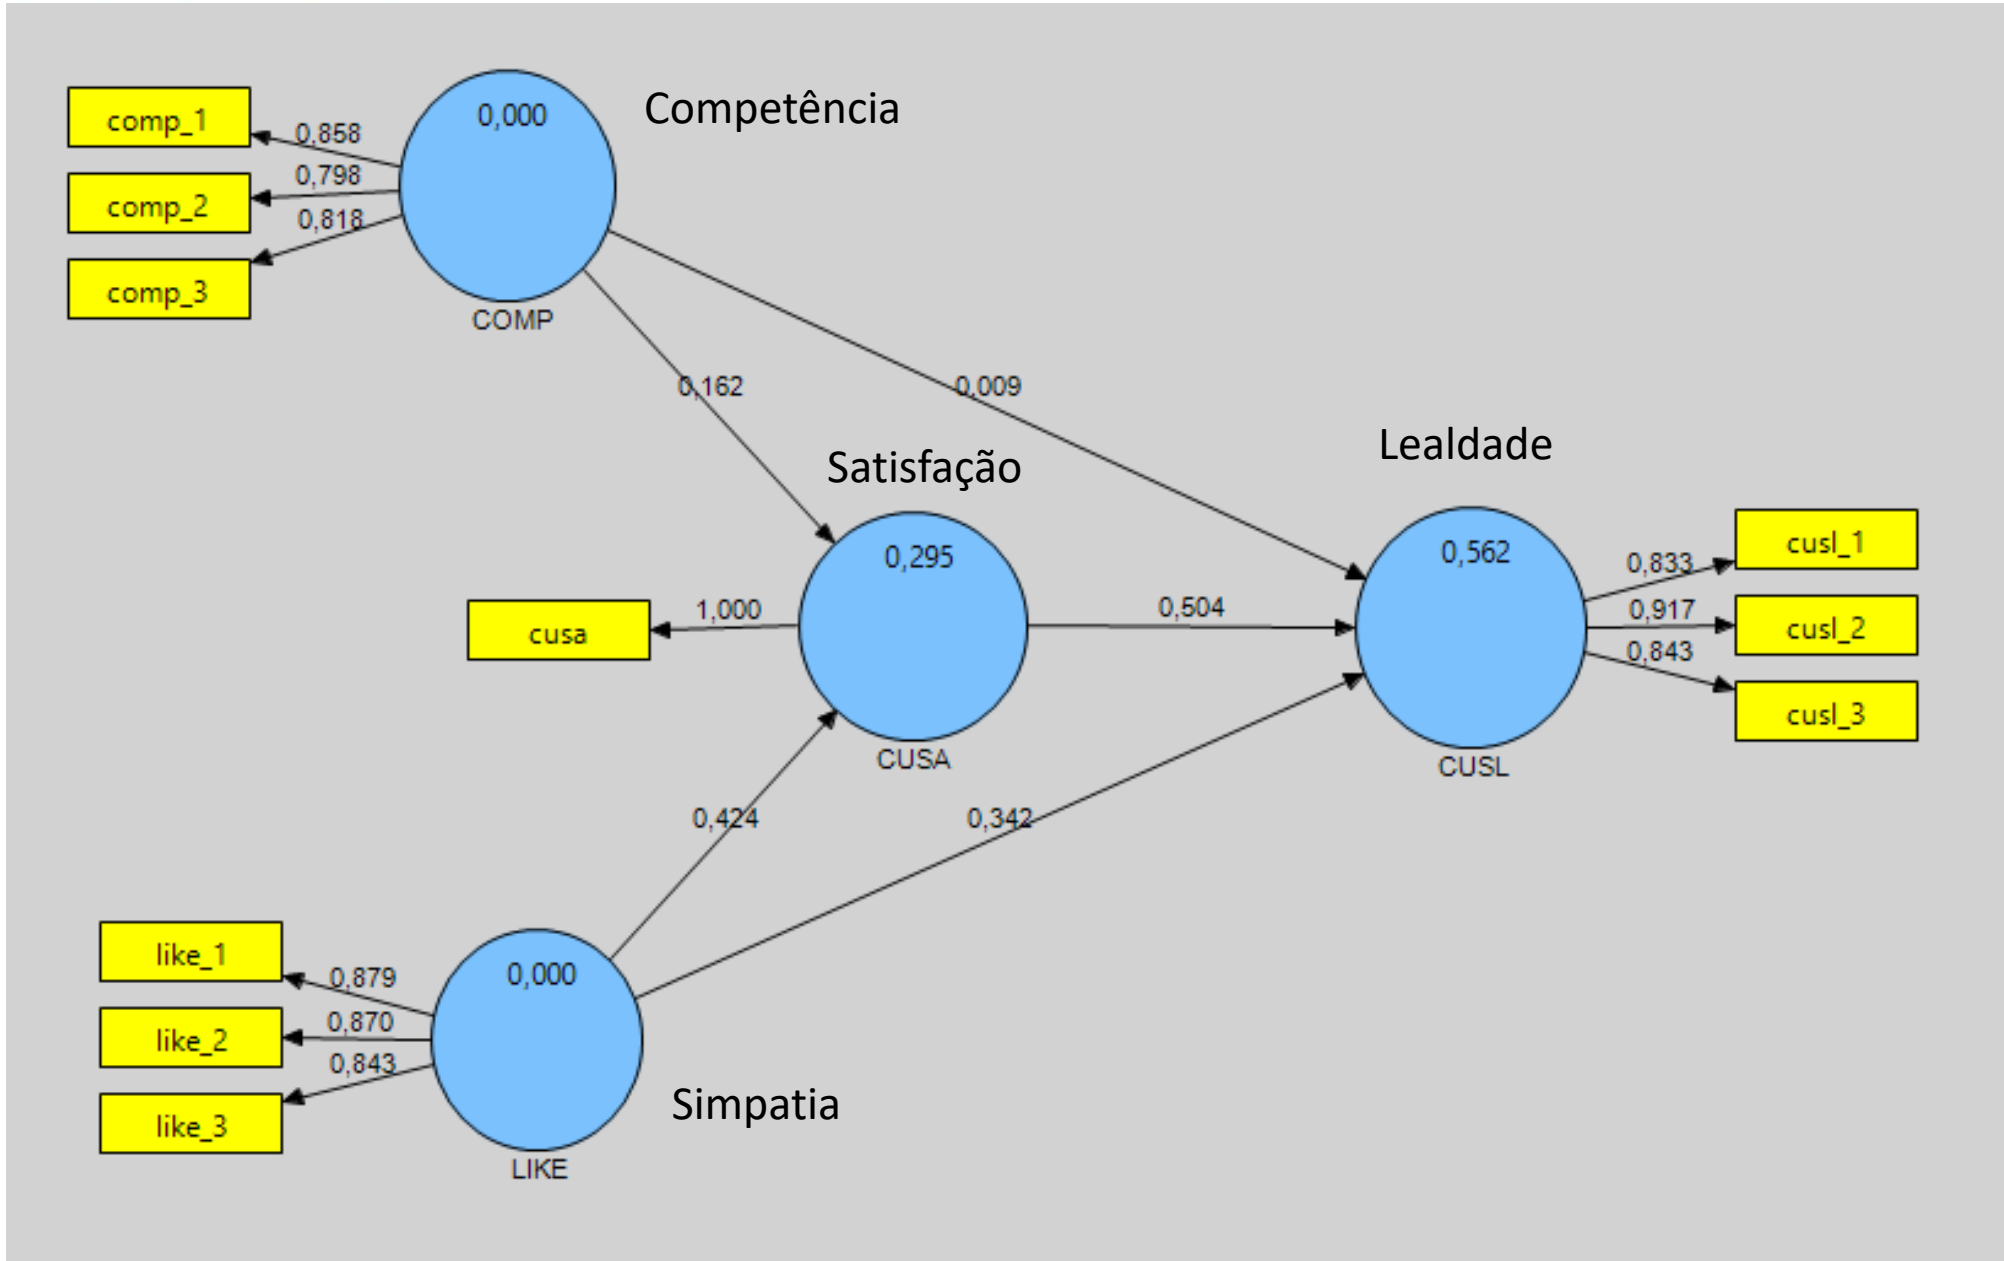 comp_1
comp_2
comp_3
0,858
0,798
0,818
0,000
COMP
Competência
0,162
0,009
Satisfação
Lealdade
cusa
1,000
0,295
CUSA
0,504
0,562
CUSL
0,833
0,917
0,843
cusl_1
cusl_2
cusl_3
0,424
0,342
like_1
like_2
like_3
0,879
0,870
0,843
0,000
LIKE
Simpatia